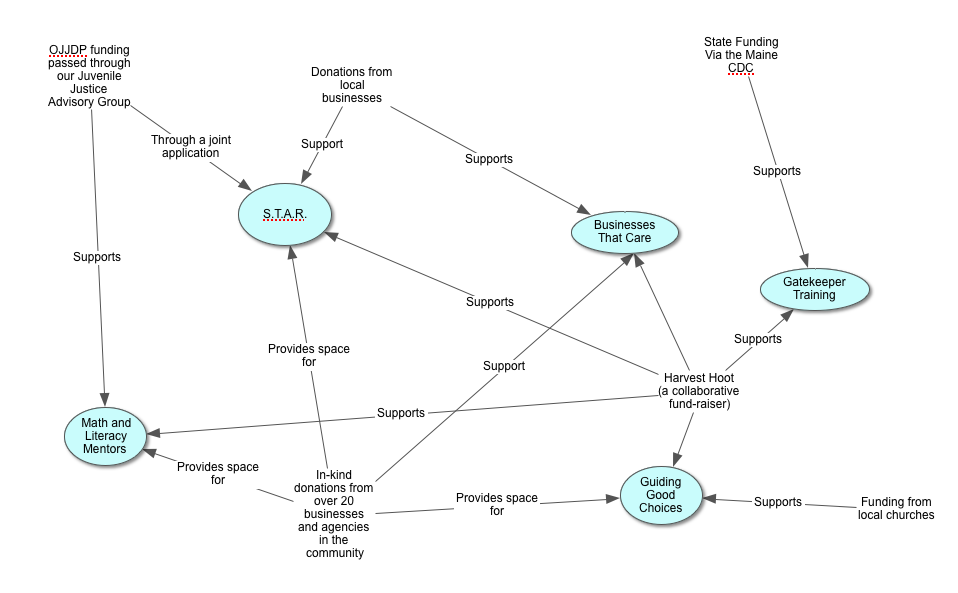 OJJDP funding
passed through
our Juvenile
Justice
Advisory Group
State Funding
Via the Maine
CDC
Donations from
local
businesses
Through a joint
application
Support
Supports
Supports
S.T.A.R.
Businesses
That Care
Supports
Gatekeeper
Training
Supports
Supports
Provides space
for
Support
Harvest Hoot
(a collaborative
fund-raiser)
Supports
Math and
Literacy
Mentors
Provides space
for
In-kind
donations from
over 20
businesses
and agencies
in the
community
Provides space
for
Guiding
Good
Choices
Supports
Funding from
local churches